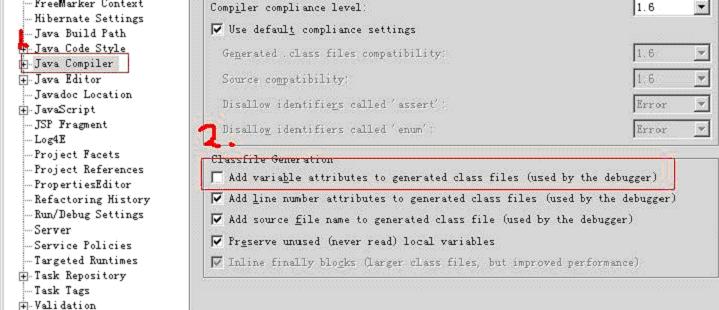 FreeMarker Context
Hibernate Settings
Java Build Path
1.
Java Code Style
Java Compiler
Java Editor
Javadoc Location
JavaScript
JSP Fragment
Log4E
Project Facets
Project References
PropertiesEditor
Refactoring History
Run/Debug Settings
Server
Service Policies
Targeted Runtimes
Task Repository
Task Tags
Validation
Compiler compliance level: 1.6
Use default compliance settings
Generated .class files compatibility: 1.6
Source compatibility: 1.6
Disallow identifiers called 'assert': Error
Disallow identifiers called 'enum': Error
2.
Classfile Generation
Add variable attributes to generated class files (used by the debugger)
Add line number attributes to generated class files (used by the debugger)
Add source file name to generated class file (used by the debugger)
Preserve unused (never read) local variables
Inline finally blocks (larger class files, but improved performance)